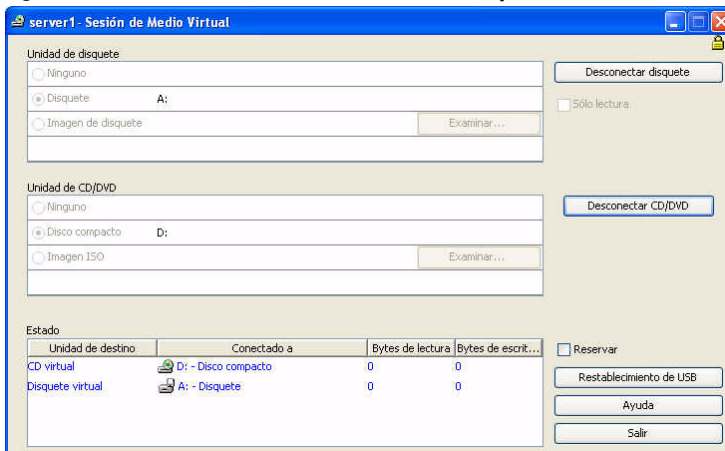 server1 - Sesión de Medio Virtual
Unidad de disquete
Ninguno
Desconectar disquete
Disquete A:
Sólo lectura
Imagen de disquete Examinar...
Unidad de CD/DVD
Ninguno
Desconectar CD/DVD
Disco compacto D:
Imagen ISO Examinar...
Estado
Unidad de destino Conectado a Bytes de lectura Bytes de escrit...
Reservar
CD virtual D: - Disco compacto 0 0
Restablecimiento de USB
Disquete virtual A: - Disquete 0 0
Ayuda
Salir